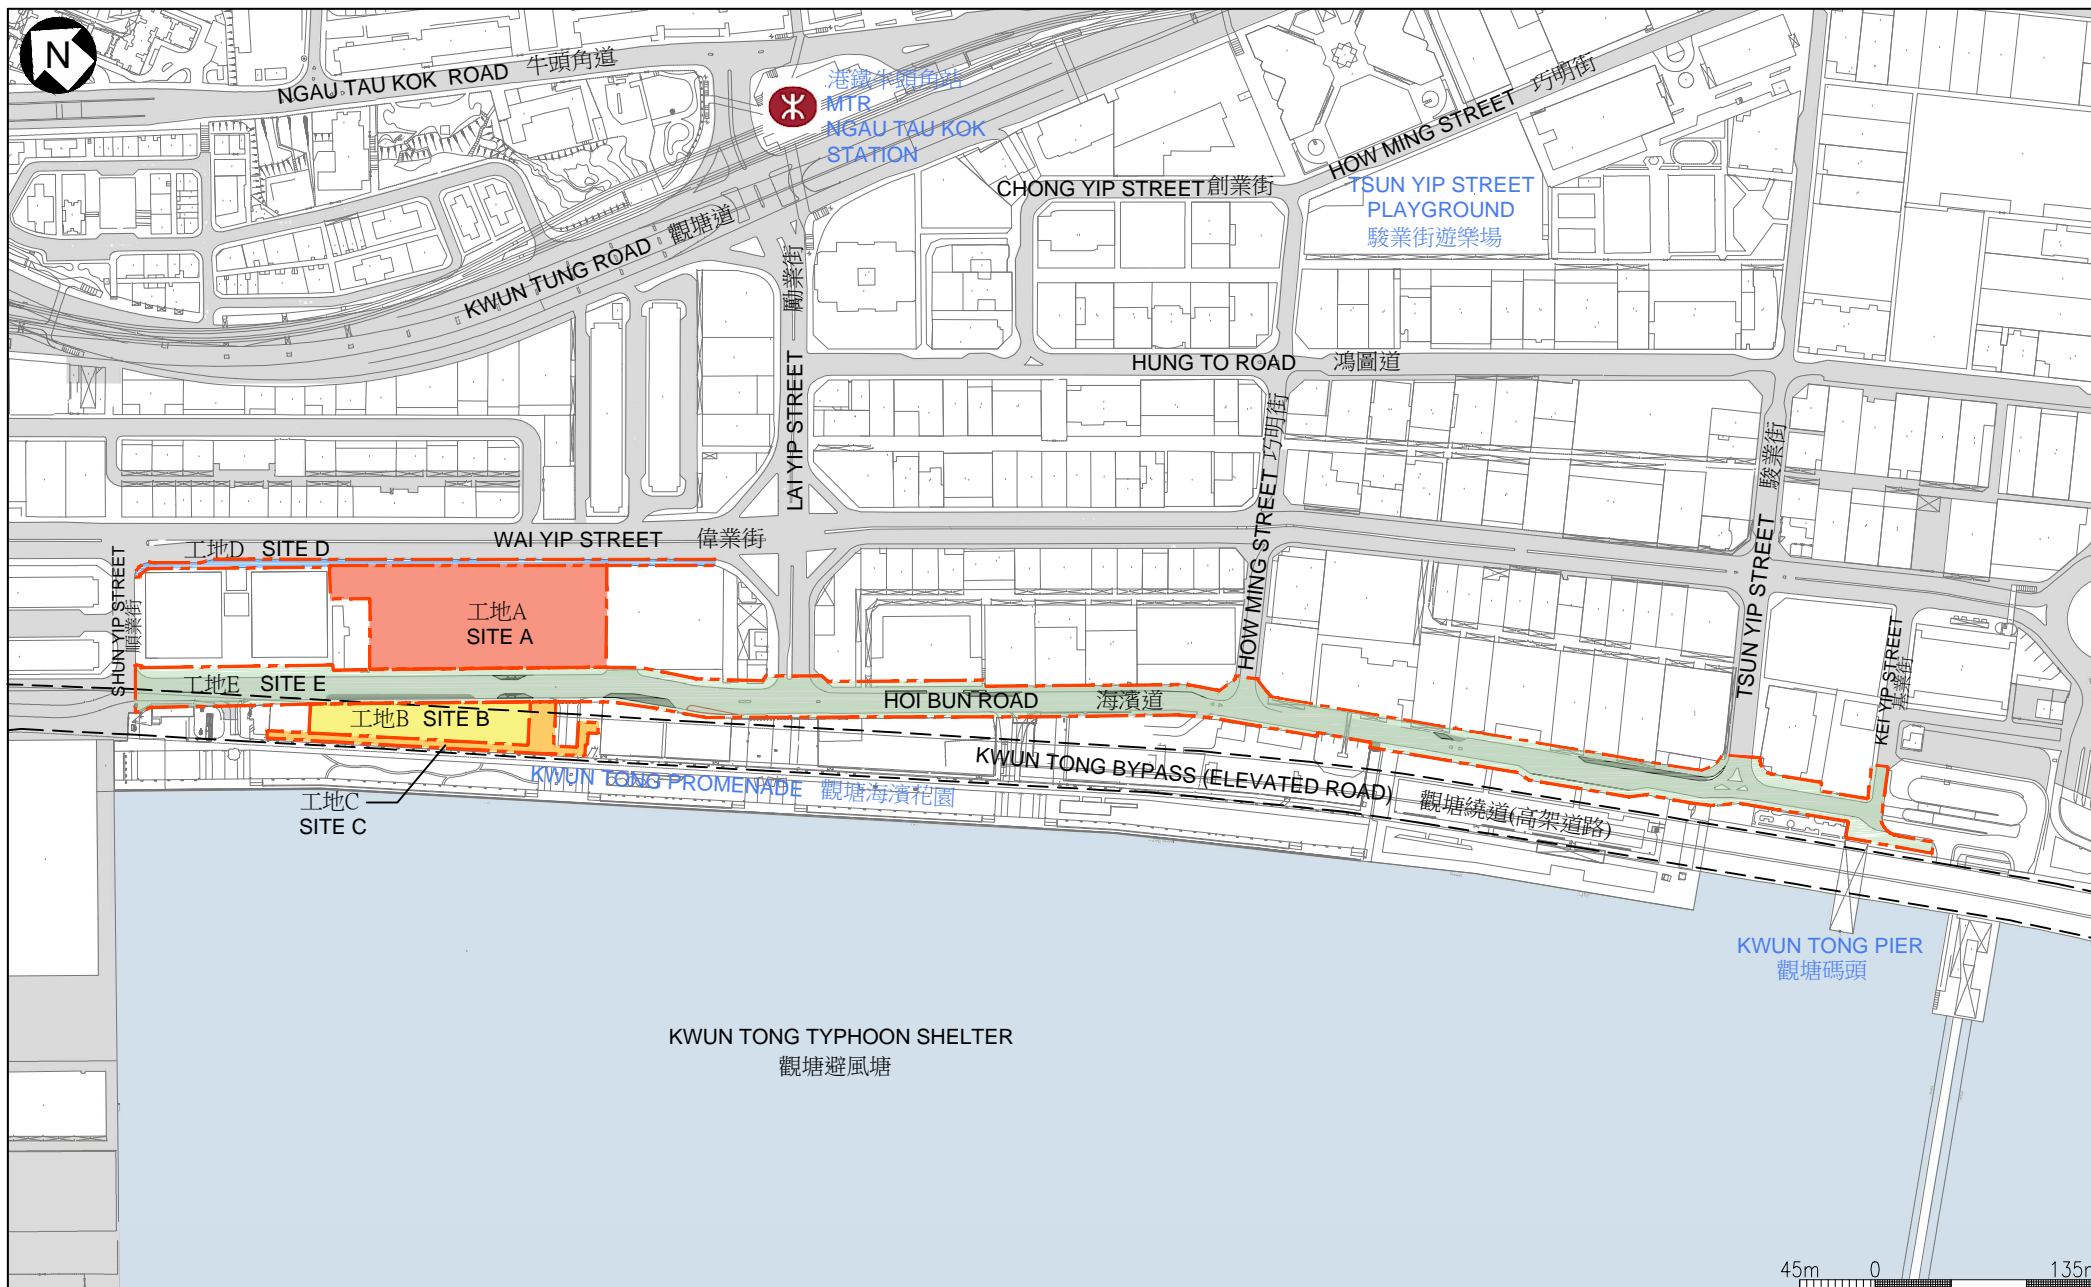 N
NGAU TAU KOK ROAD 牛頭角道
港鐵牛頭角站
MTR
NGAU TAU KOK
STATION
HOW MING STREET 巧明街
CHONG YIP STREET 創業街
TSUN YIP STREET
PLAYGROUND
駿業街遊樂場
KWUN TUNG ROAD 觀塘道
勵業街
LAI YIP STREET
HUNG TO ROAD 鴻圖道
HOW MING STREET 巧明街
駿業街
TSUN YIP STREET
WAI YIP STREET 偉業街
工地D SITE D
SHUN YIP STREET
順業街
工地A
SITE A
工地E SITE E
HOI BUN ROAD 海濱道
KEI YIP STREET
基業街
工地B SITE B
工地C
SITE C
KWUN TONG PROMENADE 觀塘海濱花園
KWUN TONG BYPASS (ELEVATED ROAD) 觀塘繞道(高架道路)
KWUN TONG PIER
觀塘碼頭
KWUN TONG TYPHOON SHELTER
觀塘避風塘
45m 0 135m